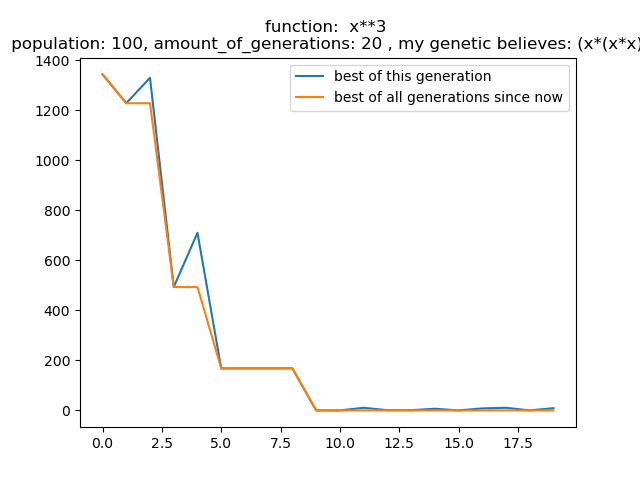 function: x**3
population: 100, amount_of_generations: 20 , my genetic believes: (x*(x*x)
best of this generation
best of all generations since now
1400
1200
1000
800
600
400
200
0
0.0 2.5 5.0 7.5 10.0 12.5 15.0 17.5